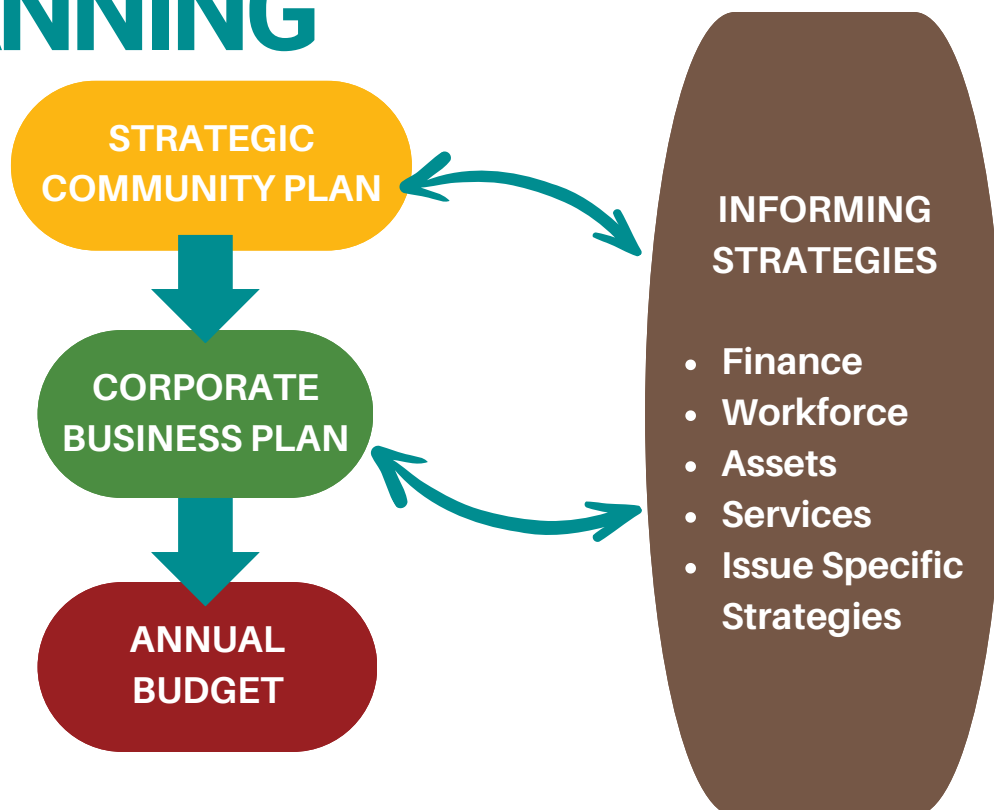 NNING
STRATEGIC
COMMUNITY PLAN
CORPORATE
BUSINESS PLAN
ANNUAL
BUDGET
INFORMING
STRATEGIES
• Finance
• Workforce
• Assets
• Services
• Issue Specific
Strategies